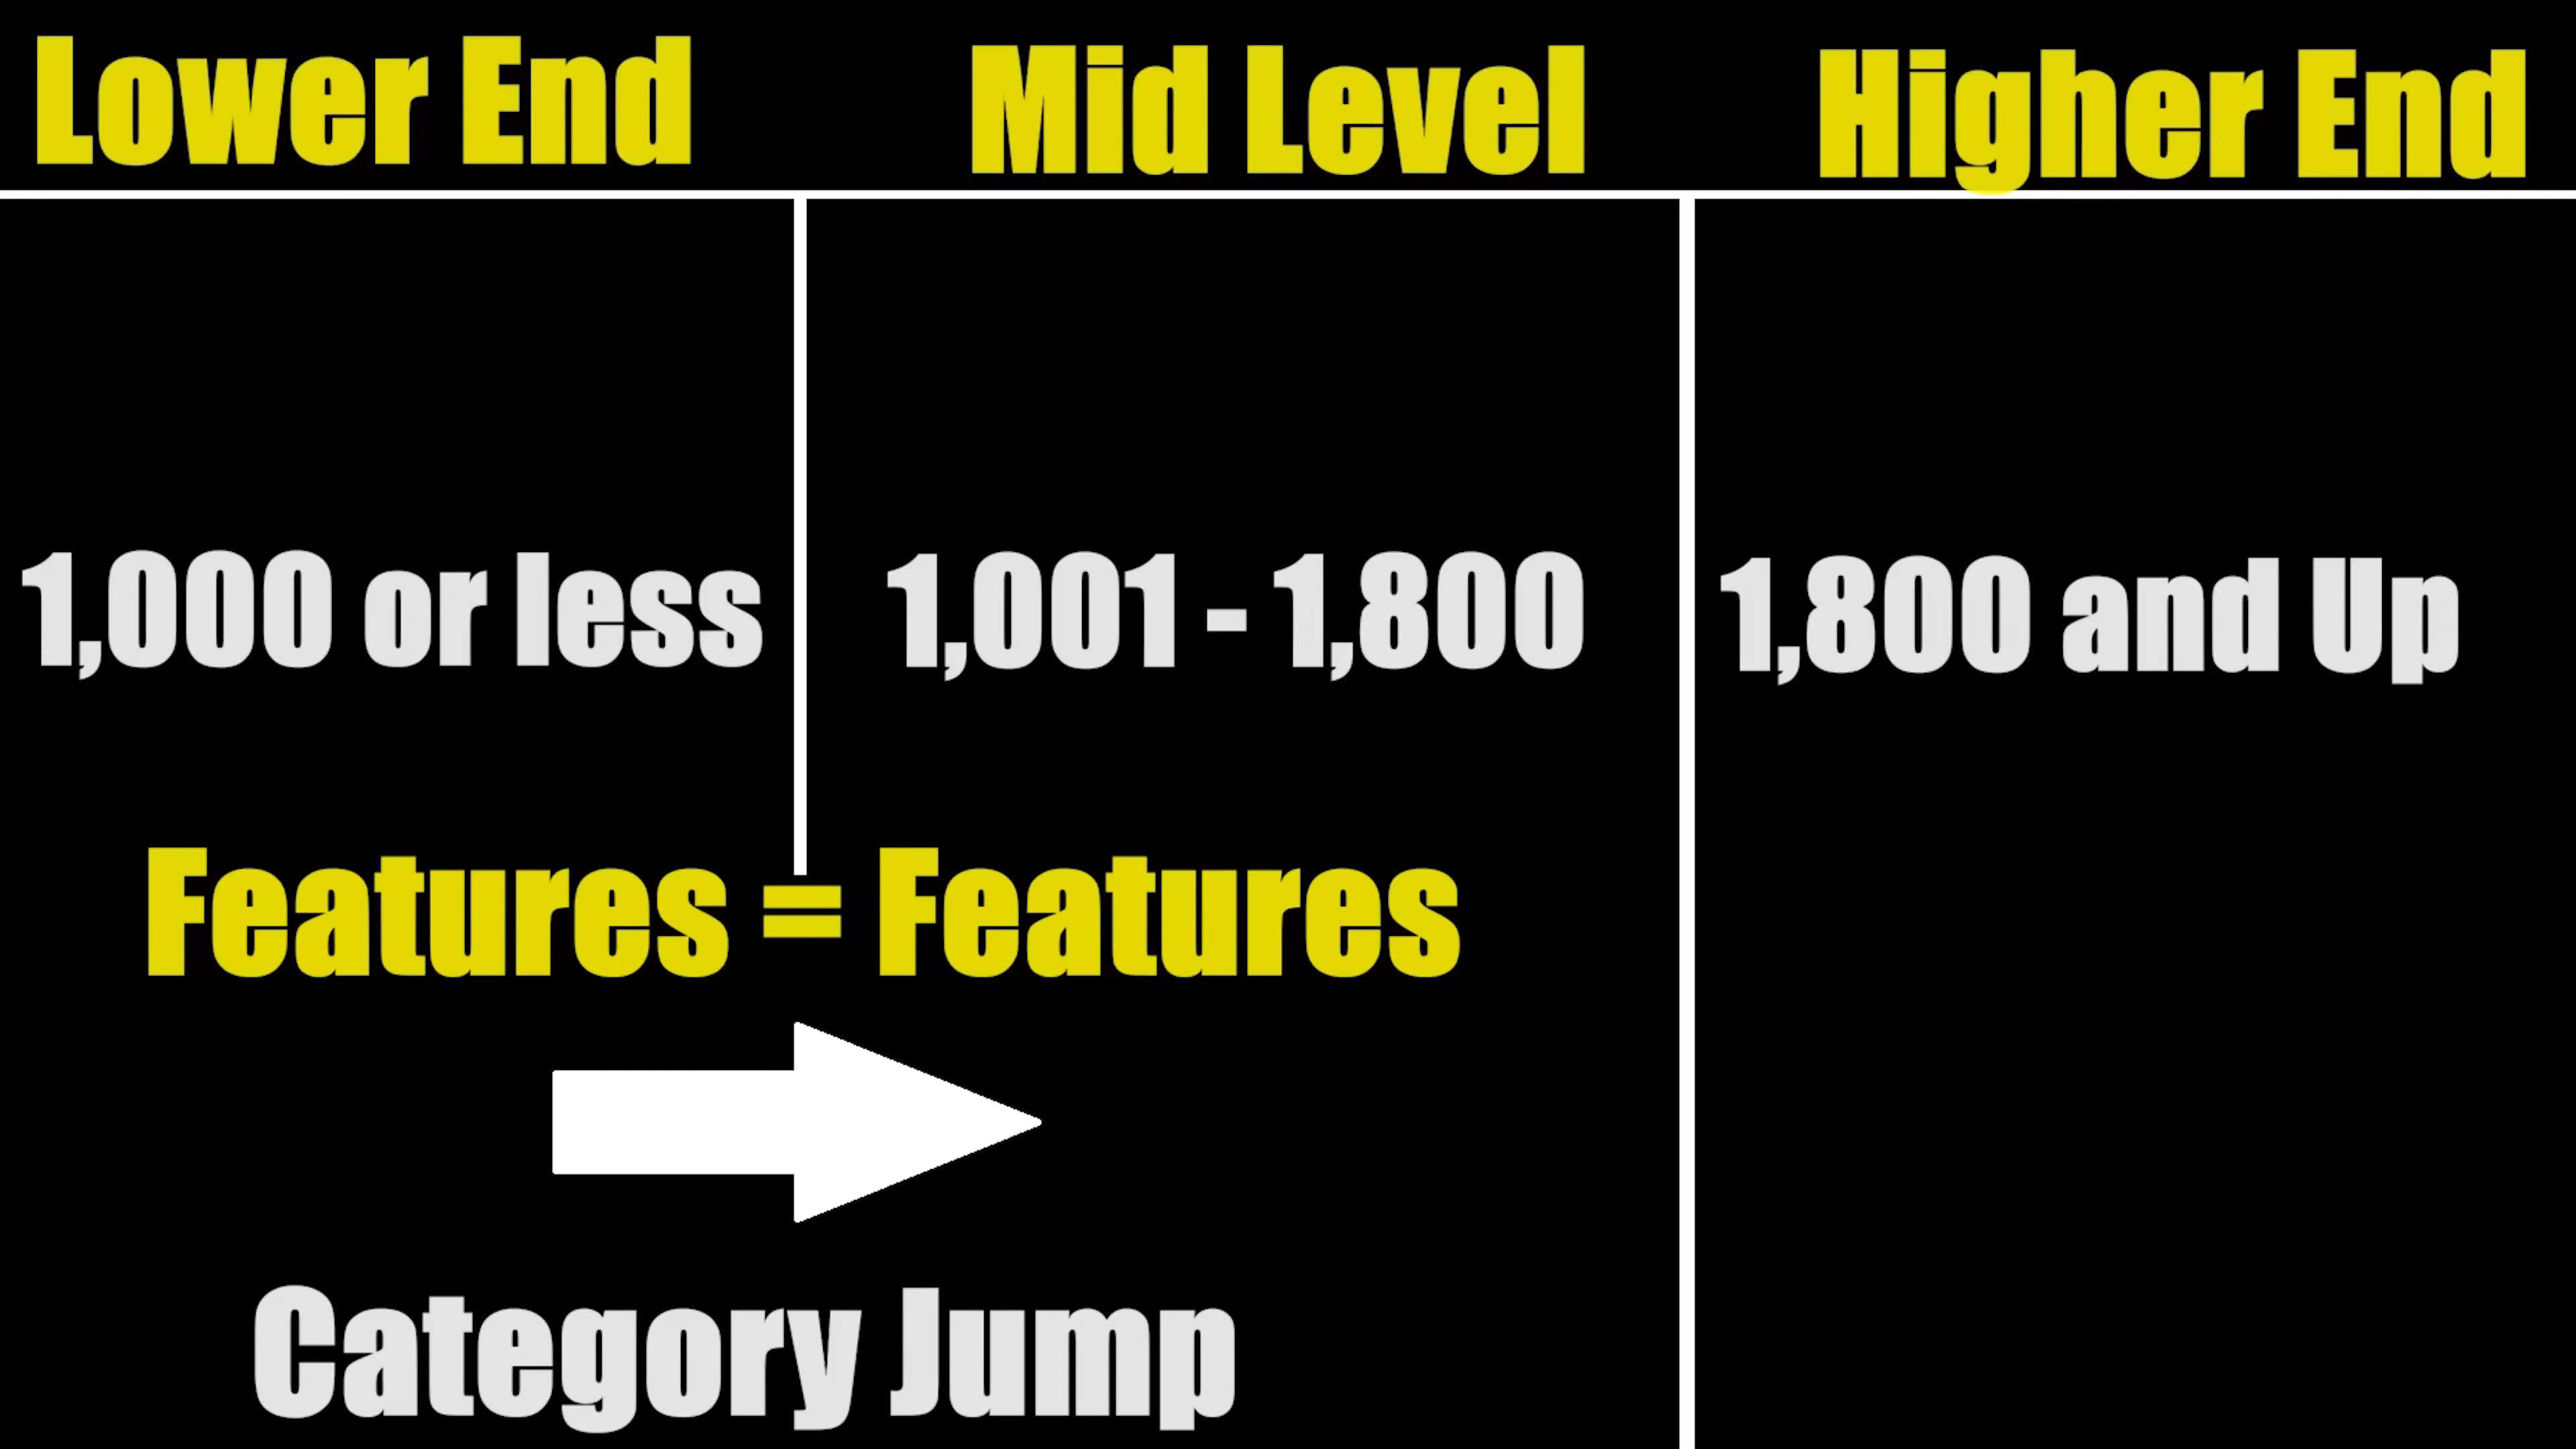 Lower End
Mid Level
Higher End
1,000 or less
1,001 - 1,800
1,800 and Up
Features = Features
Category Jump